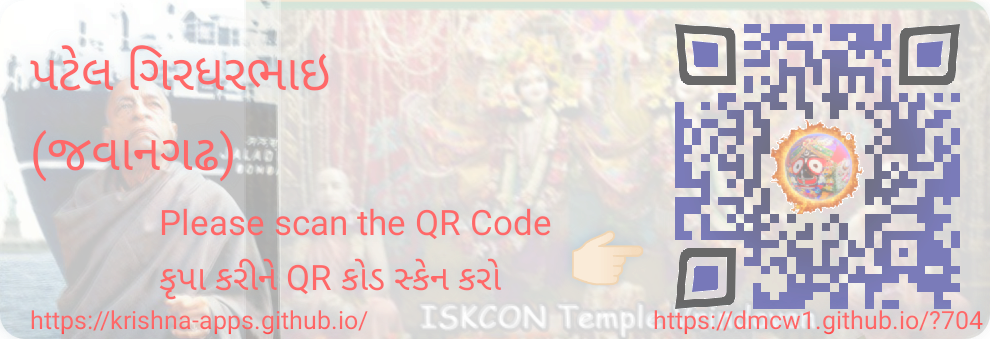 પટેલ ગિરધરભાઇ
(જવાનગઢ)
Please scan the QR Code
કૃપા કરીને QR કોડ સ્કેન કરો
https://krishna-apps.github.io/
ISKCON Temple
https://dmcw1.github.io/?704